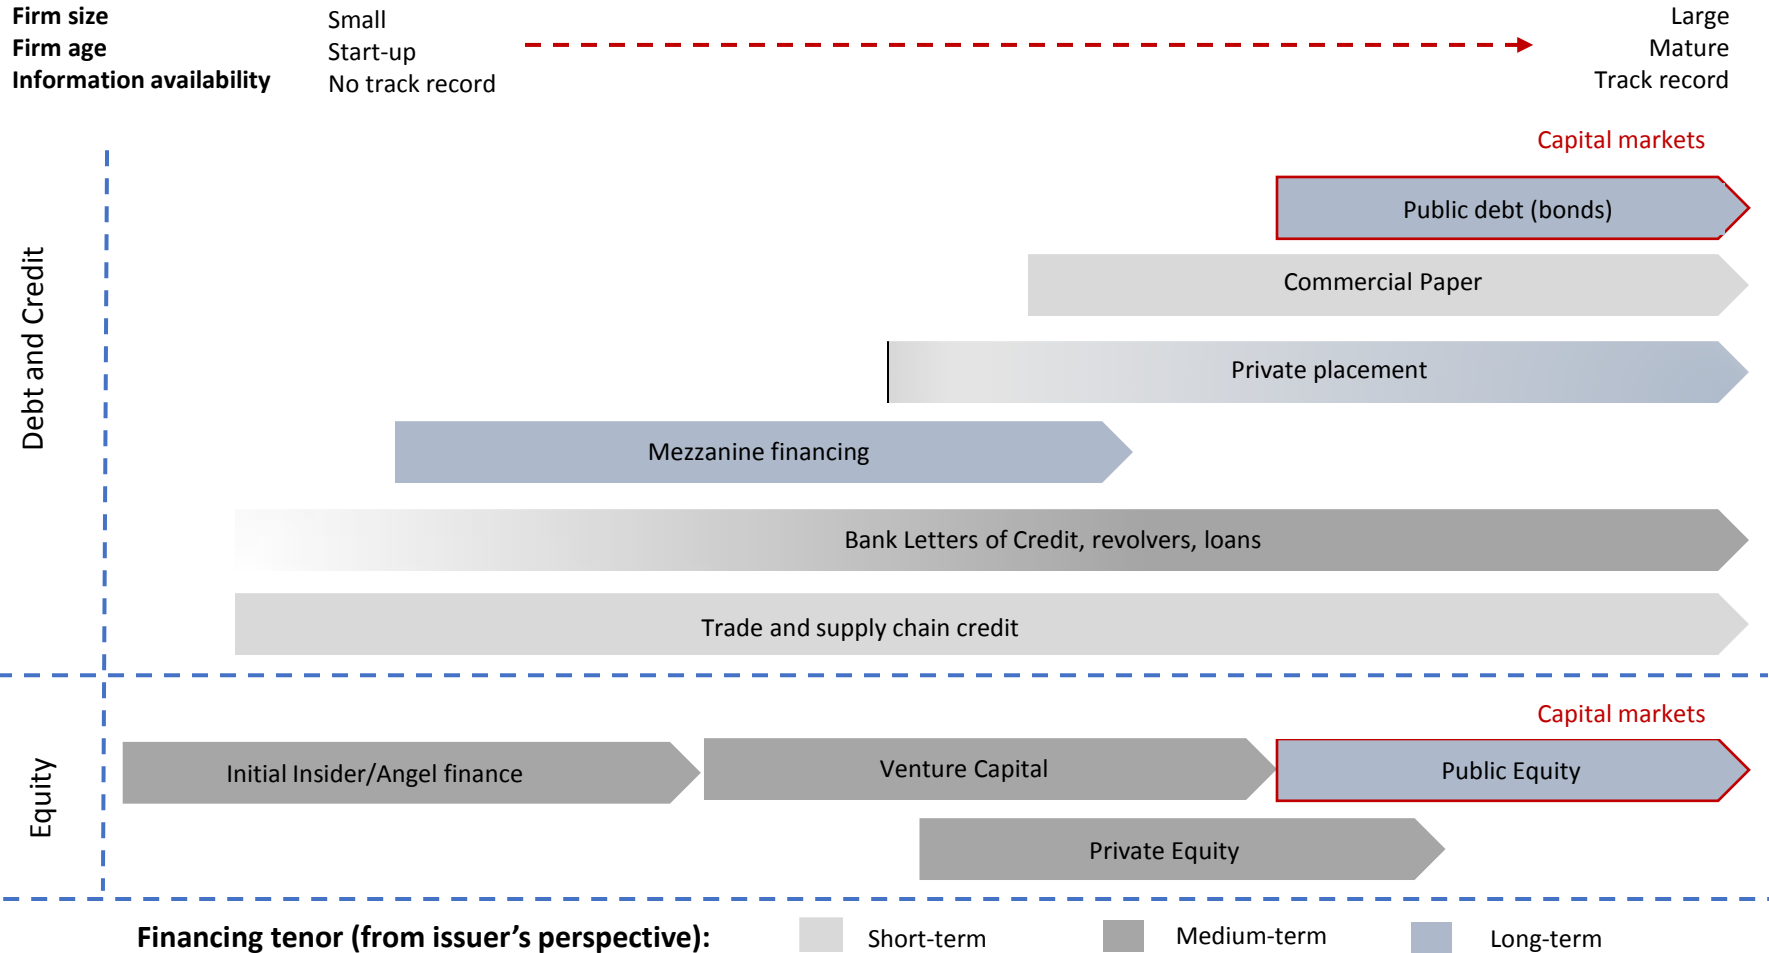 Firm size
Small
Large
Firm age
Start-up
Mature
Information availability
No track record
Track record
Capital markets
Public debt (bonds)
Commercial Paper
Private placement
Mezzanine financing
Bank Letters of Credit, revolvers, loans
Trade and supply chain credit
Debt and Credit
Capital markets
Initial Insider/Angel finance
Venture Capital
Public Equity
Private Equity
Equity
Financing tenor (from issuer's perspective):
Short-term
Medium-term
Long-term